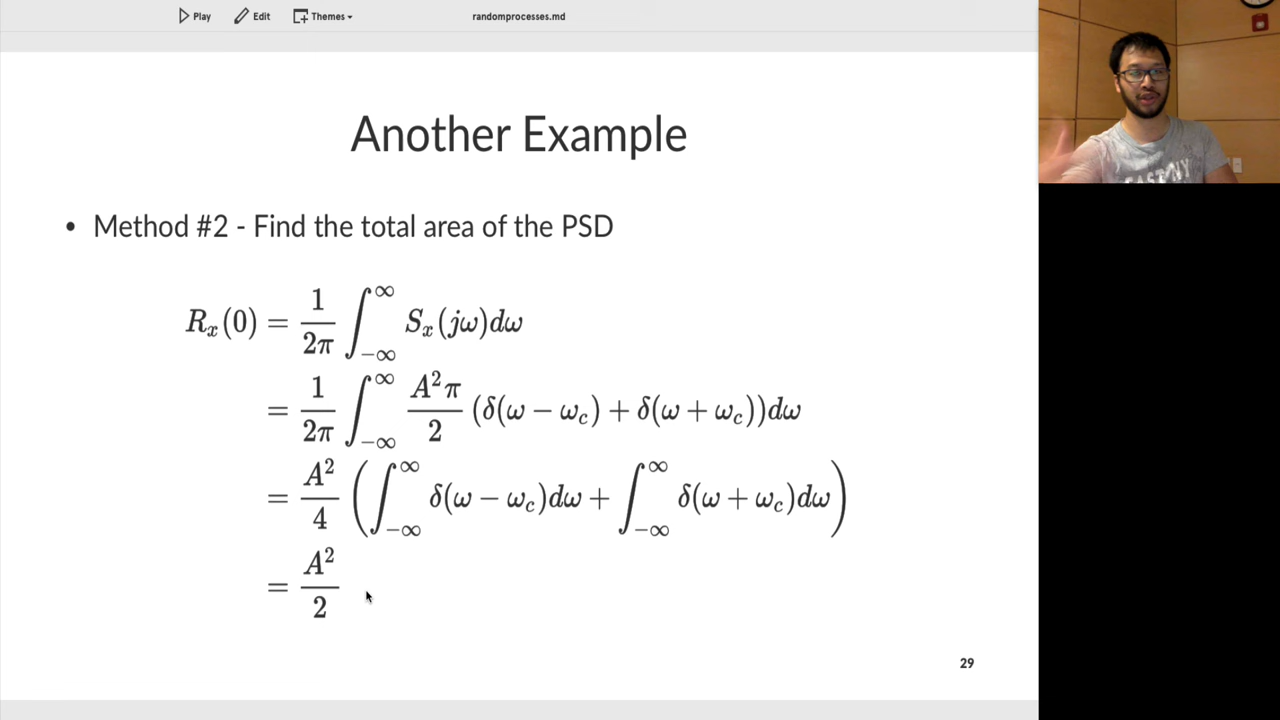 Play Edit Themes randomprocesses.md
Another Example
• Method #2 - Find the total area of the PSD
$R_x(0) = \frac{1}{2\pi} \int_{-\infty}^{\infty} S_x(j\omega)d\omega$
$= \frac{1}{2\pi} \int_{-\infty}^{\infty} \frac{A^2\pi}{2} (\delta(\omega - \omega_c) + \delta(\omega + \omega_c))d\omega$
$= \frac{A^2}{4} \left( \int_{-\infty}^{\infty} \delta(\omega - \omega_c)d\omega + \int_{-\infty}^{\infty} \delta(\omega + \omega_c)d\omega \right)$
$= \frac{A^2}{2}$
29